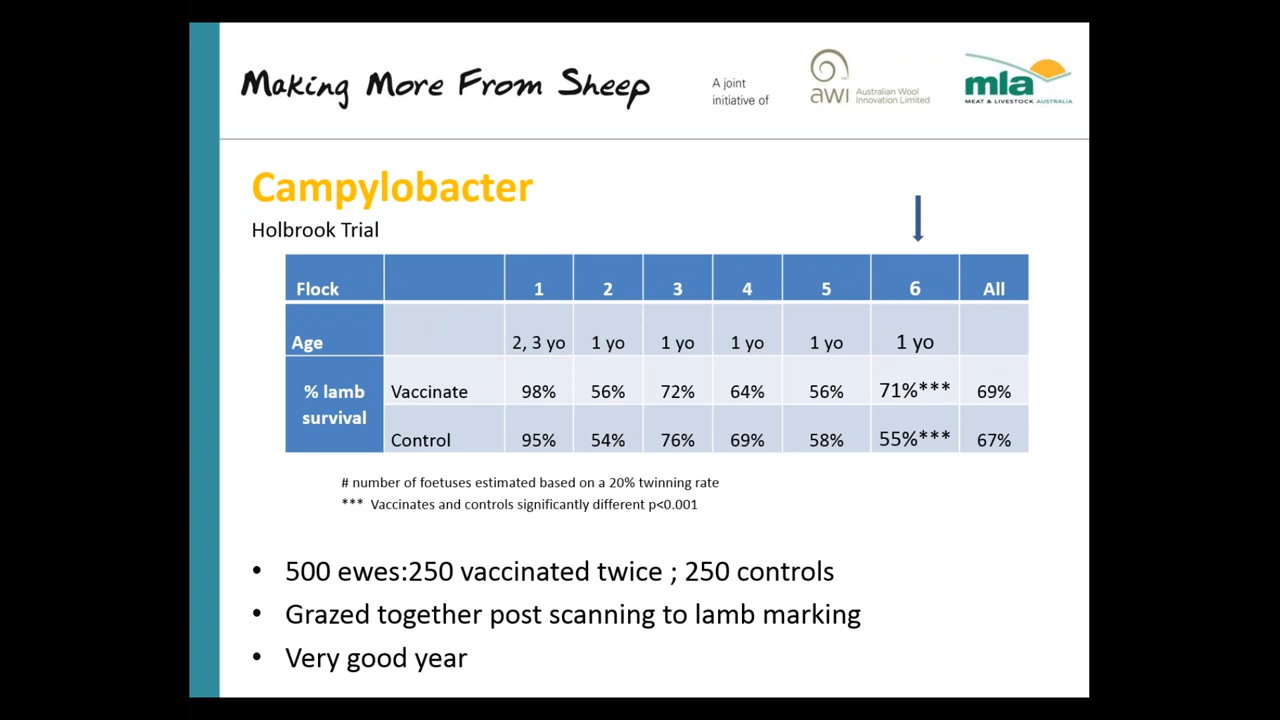 Making More From Sheep
A joint
initiative of
AWI Australian Wool
Innovation Limited
mla
MEAT & LIVESTOCK AUSTRALIA
Campylobacter
Holbrook Trial
Flock 1 2 3 4 5 6 All
Age 2, 3 yo 1 yo 1 yo 1 yo 1 yo 1 yo
% lamb
survival
Vaccinate 98% 56% 72% 64% 56% 71%*** 69%
Control 95% 54% 76% 69% 58% 55%*** 67%
# number of foetuses estimated based on a 20% twinning rate
*** Vaccinates and controls significantly different p<0.001
• 500 ewes:250 vaccinated twice ; 250 controls
• Grazed together post scanning to lamb marking
• Very good year